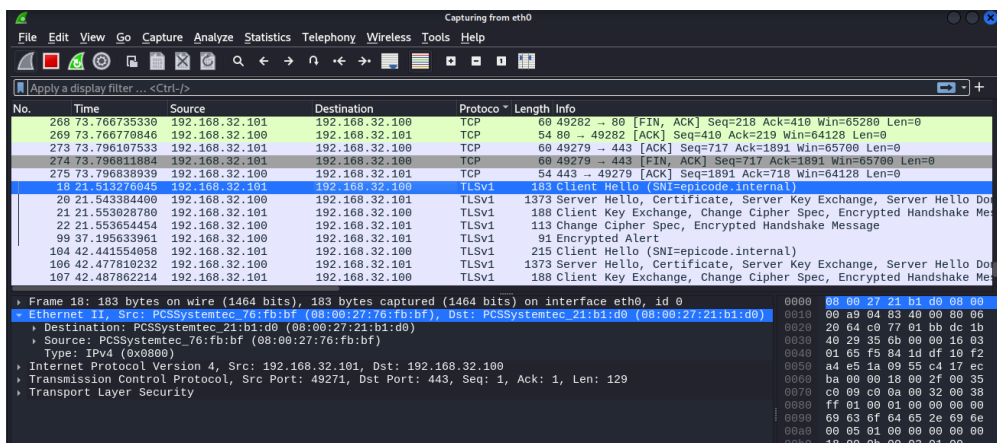 Capturing from eth0
File Edit View Go Capture Analyze Statistics Telephony Wireless Tools Help
Apply a display filter ... <Ctrl-/>
No. Time Source Destination Protoco Length Info
268 73.766735330 192.168.32.101 192.168.32.100 TCP 60 49282 → 80 [FIN, ACK] Seq=218 Ack=410 Win=65280 Len=0
269 73.766770846 192.168.32.100 192.168.32.101 TCP 54 80 → 49282 [ACK] Seq=410 Ack=219 Win=64128 Len=0
273 73.796107533 192.168.32.101 192.168.32.100 TCP 60 49279 → 443 [ACK] Seq=717 Ack=1891 Win=65700 Len=0
274 73.796811884 192.168.32.101 192.168.32.100 TCP 60 49279 → 443 [FIN, ACK] Seq=717 Ack=1891 Win=65700 Len=0
275 73.796838939 192.168.32.100 192.168.32.101 TCP 54 443 → 49279 [ACK] Seq=1891 Ack=718 Win=64128 Len=0
18 21.513276045 192.168.32.101 192.168.32.100 TLSv1 183 Client Hello (SNI=epicode.internal)
20 21.543384400 192.168.32.100 192.168.32.101 TLSv1 1373 Server Hello, Certificate, Server Key Exchange, Server Hello Do
21 21.553028780 192.168.32.101 192.168.32.100 TLSv1 188 Client Key Exchange, Change Cipher Spec, Encrypted Handshake Me
22 21.553654454 192.168.32.100 192.168.32.101 TLSv1 113 Change Cipher Spec, Encrypted Handshake Message
99 37.195633961 192.168.32.100 192.168.32.101 TLSv1 91 Encrypted Alert
104 42.441554058 192.168.32.101 192.168.32.100 TLSv1 215 Client Hello (SNI=epicode.internal)
106 42.477810232 192.168.32.100 192.168.32.101 TLSv1 1373 Server Hello, Certificate, Server Key Exchange, Server Hello Do
107 42.487862214 192.168.32.101 192.168.32.100 TLSv1 188 Client Key Exchange, Change Cipher Spec, Encrypted Handshake Me
Frame 18: 183 bytes on wire (1464 bits), 183 bytes captured (1464 bits) on interface eth0, id 0
Ethernet II, Src: PCSSystemtec_76:fb:bf (08:00:27:76:fb:bf), Dst: PCSSystemtec_21:b1:d0 (08:00:27:21:b1:d0)
Destination: PCSSystemtec_21:b1:d0 (08:00:27:21:b1:d0)
Source: PCSSystemtec_76:fb:bf (08:00:27:76:fb:bf)
Type: IPv4 (0x0800)
Internet Protocol Version 4, Src: 192.168.32.101, Dst: 192.168.32.100
Transmission Control Protocol, Src Port: 49271, Dst Port: 443, Seq: 1, Ack: 1, Len: 129
Transport Layer Security
0000 08 00 27 21 b1 d0 08 00
0010 00 a9 04 83 40 00 80 06
0020 20 64 c0 77 01 bb dc 1b
0030 40 29 35 6b 00 00 16 03
0040 01 65 f5 84 1d df 10 f2
0050 a4 e5 1a 09 55 c4 17 ec
0060 ba 00 00 18 00 2f 00 35
0070 c0 09 c0 0a 00 32 00 38
0080 ff 01 00 01 00 00 00 00
0090 69 63 6f 64 65 2e 69 6e
00a0 00 05 01 00 00 00 00 00